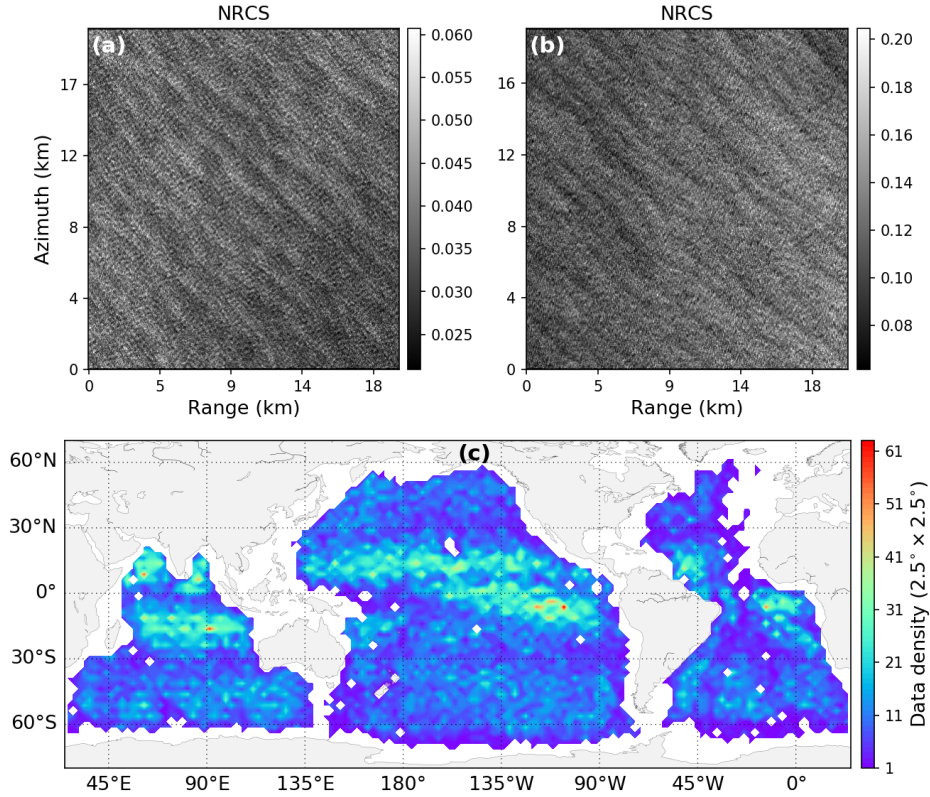 NRCS
(a)
17
12
8
4
0
0 5 9 14 18
Azimuth (km)
Range (km)
0.060
0.055
0.050
0.045
0.040
0.035
0.030
0.025
NRCS
(b)
16
12
8
4
0
0 5 9 14 18
Range (km)
0.20
0.18
0.16
0.14
0.12
0.10
0.08
(c)
60°N
30°N
0°
30°S
60°S
45°E 90°E 135°E 180° 135°W 90°W 45°W 0°
61
51
41
31
21
11
1
Data density (2.5° × 2.5°)